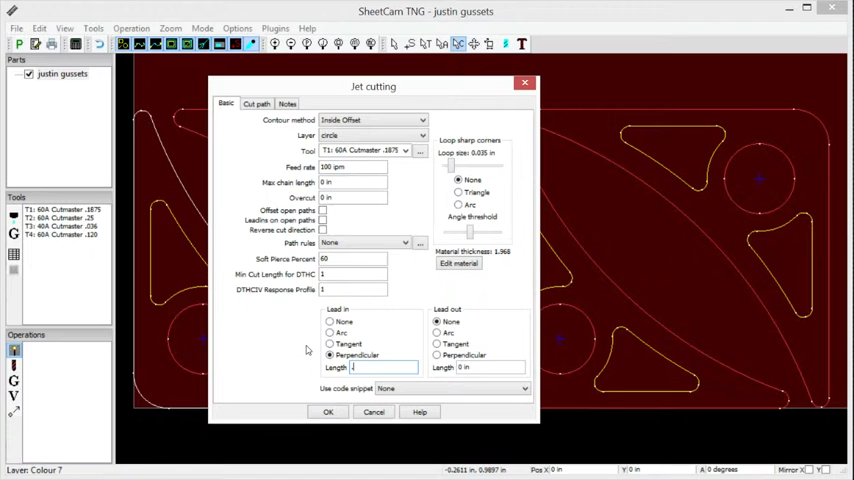 SheetCam TNG - justin gussets
File Edit View Tools Operation Zoom Mode Options Plugins Help
Parts
justin gussets
Tools
T1: 60A Cutmaster .1875
T2: 60A Cutmaster .25
T3: 40A Cutmaster .036
T4: 60A Cutmaster .120
Operations
Jet cutting
Basic Cut path Notes
Contour method Inside Offset
Layer circle
Tool T1: 60A Cutmaster .1875 ...
Feed rate 100 ipm
Max chain length 0 in
Overcut 0 in
Offset open paths
Leadins on open paths
Reverse cut direction
Path rules None ...
Soft Pierce Percent 60
Min Cut Length for DTHC 1
DTHCIV Response Profile 1
Loop sharp corners
Loop size: 0.035 in
None
Triangle
Arc
Angle threshold
Material thickness: 1.968
Edit material
Lead in
None
Arc
Tangent
Perpendicular
Length .
Lead out
None
Arc
Tangent
Perpendicular
Length 0 in
Use code snippet None
OK Cancel Help
Layer: Colour 7 -0.2611 in, 0.9897 in Pos X 0 in Y 0 in A 0 degrees Mirror X Y